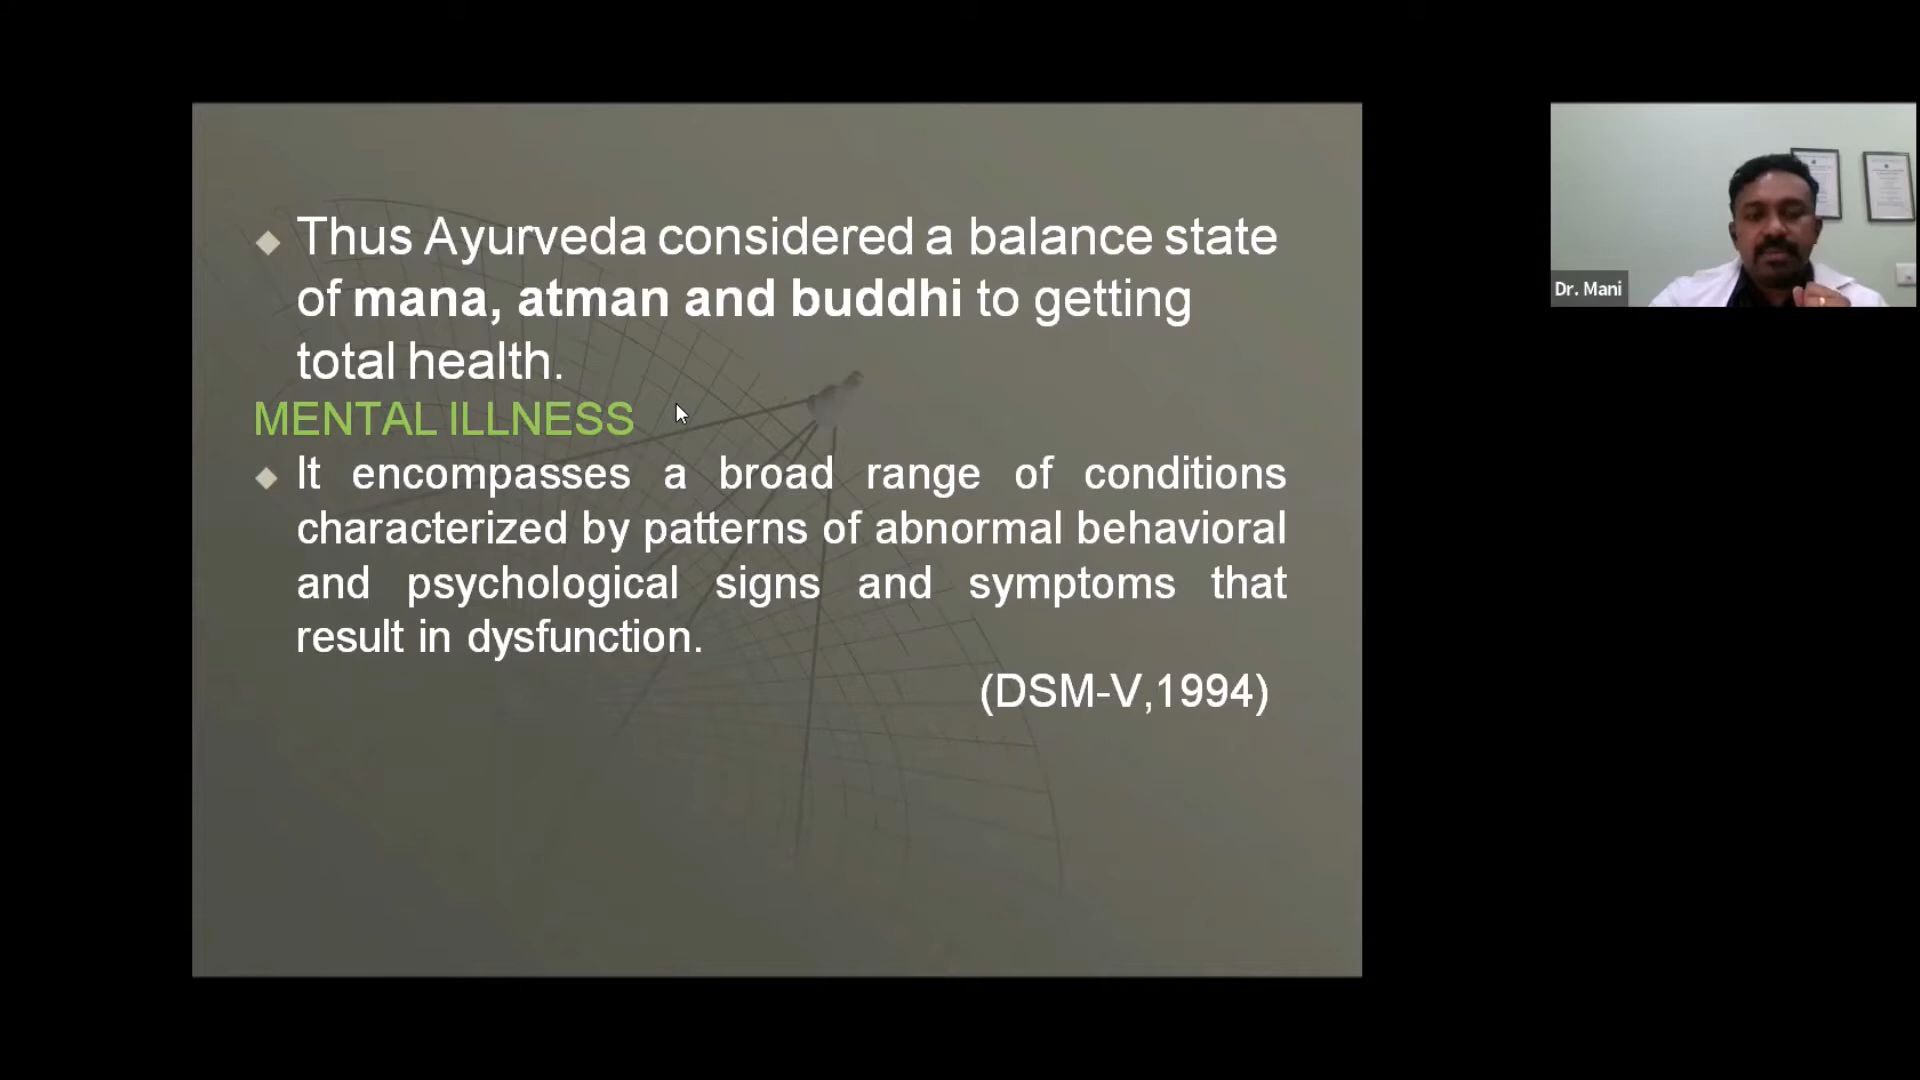 Thus Ayurveda considered a balance state
of mana, atman and buddhi to getting
total health.
MENTAL ILLNESS
It encompasses a broad range of conditions
characterized by patterns of abnormal behavioral
and psychological signs and symptoms that
result in dysfunction.
(DSM-V,1994)
Dr. Mani